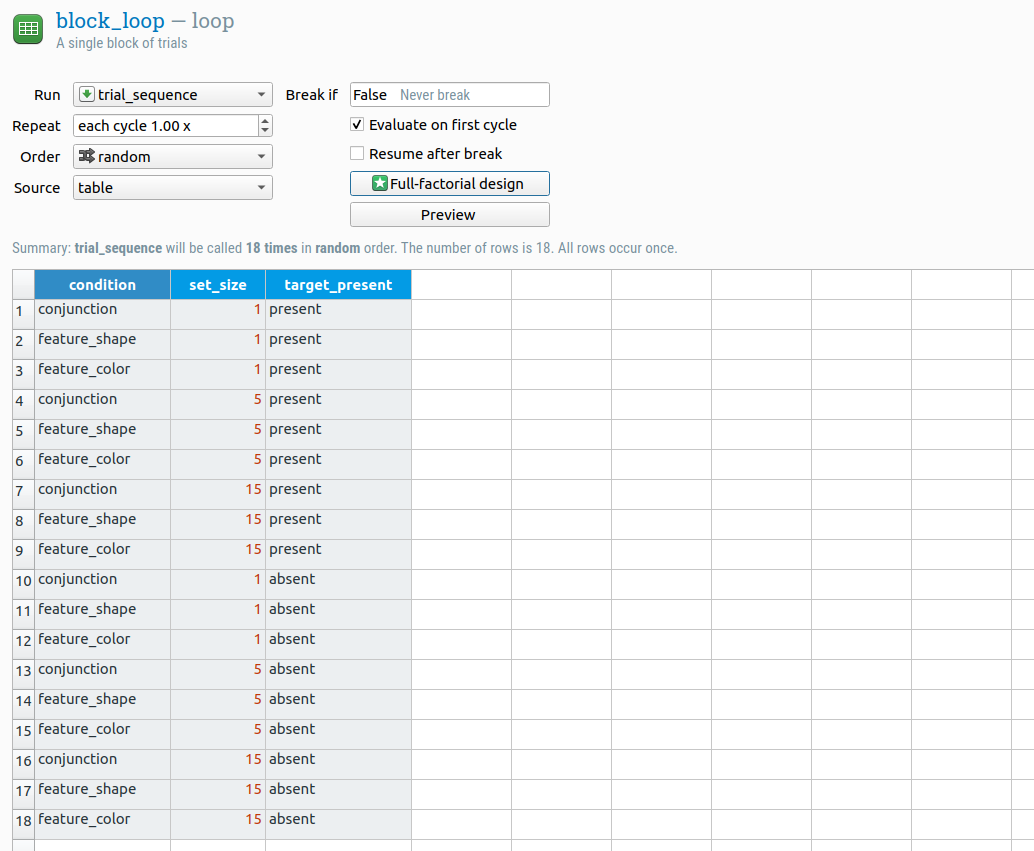 block_loop — loop
A single block of trials
Run trial_sequence Break if False Never break
Repeat each cycle 1.00 x Evaluate on first cycle
Order random Resume after break
Source table Full-factorial design
Preview
Summary: trial_sequence will be called 18 times in random order. The number of rows is 18. All rows occur once.
condition set_size target_present
1 conjunction 1 present
2 feature_shape 1 present
3 feature_color 1 present
4 conjunction 5 present
5 feature_shape 5 present
6 feature_color 5 present
7 conjunction 15 present
8 feature_shape 15 present
9 feature_color 15 present
10 conjunction 1 absent
11 feature_shape 1 absent
12 feature_color 1 absent
13 conjunction 5 absent
14 feature_shape 5 absent
15 feature_color 5 absent
16 conjunction 15 absent
17 feature_shape 15 absent
18 feature_color 15 absent